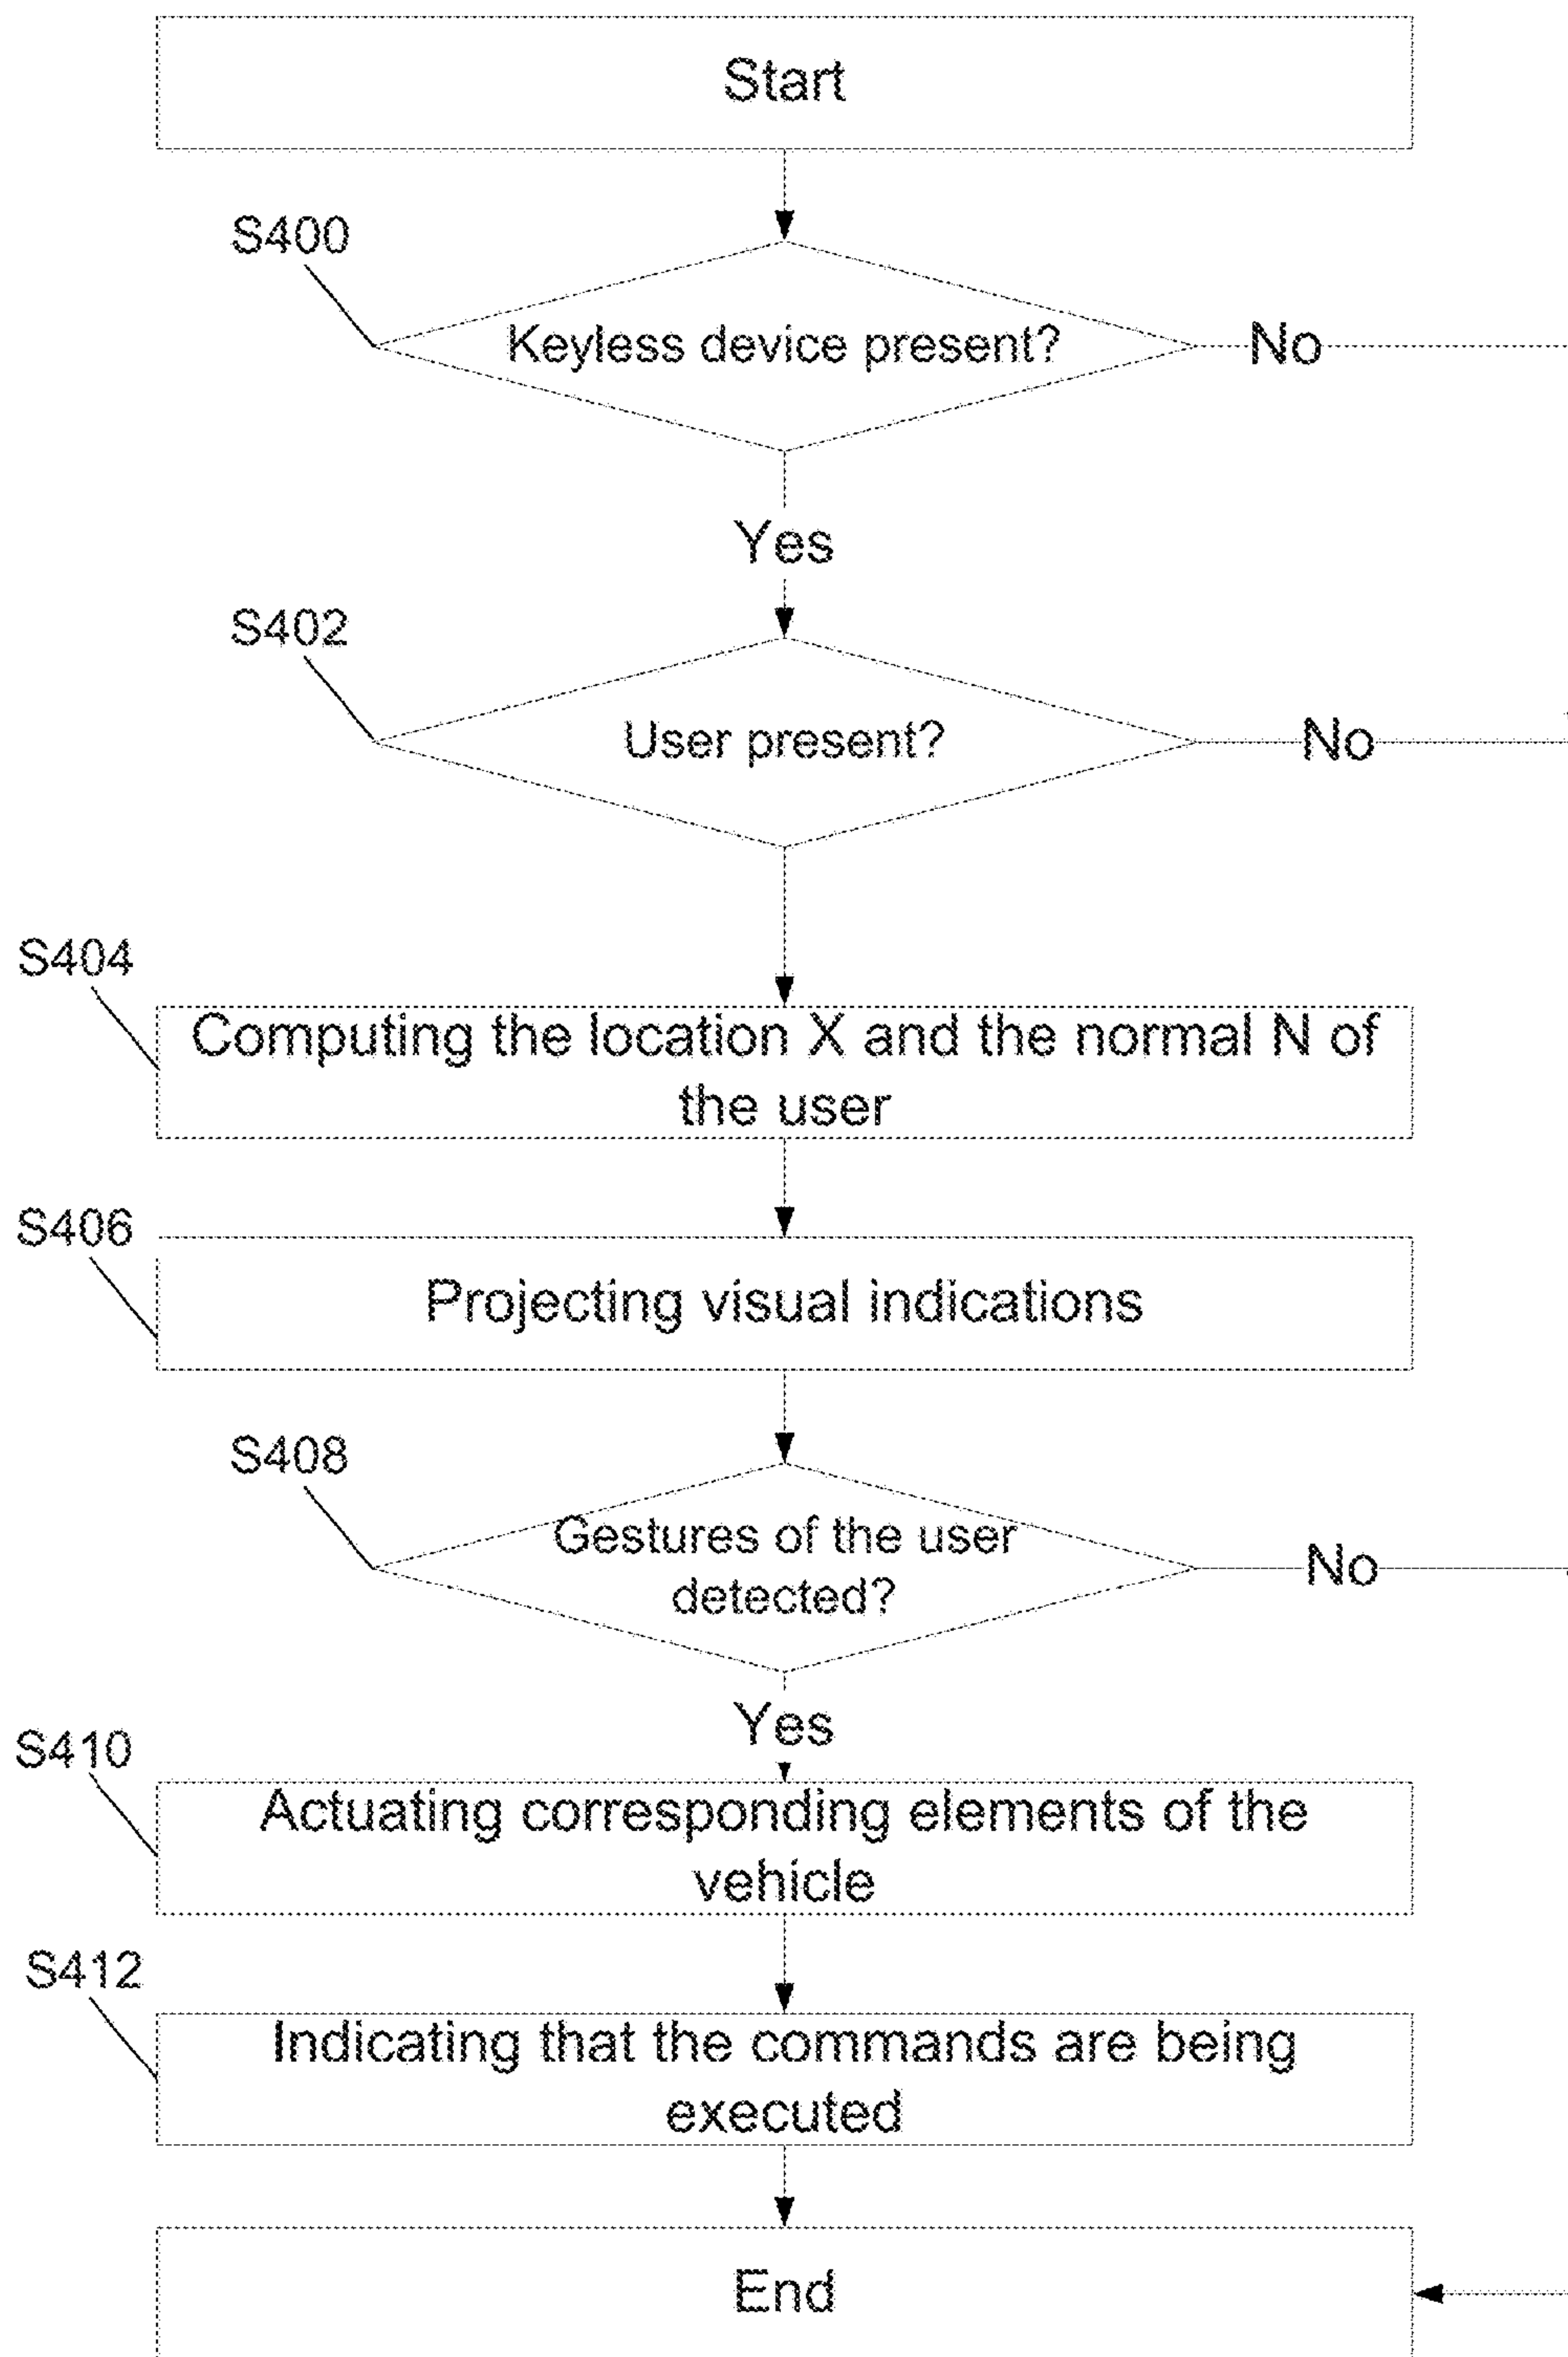 Start
S400
Keyless device present?
No
Yes
S402
User present?
No
S404
Computing the location X and the normal N of
the user
S406
Projecting visual indications
S408
Gestures of the user
detected?
No
Yes
S410
Actuating corresponding elements of the
vehicle
S412
Indicating that the commands are being
executed
End